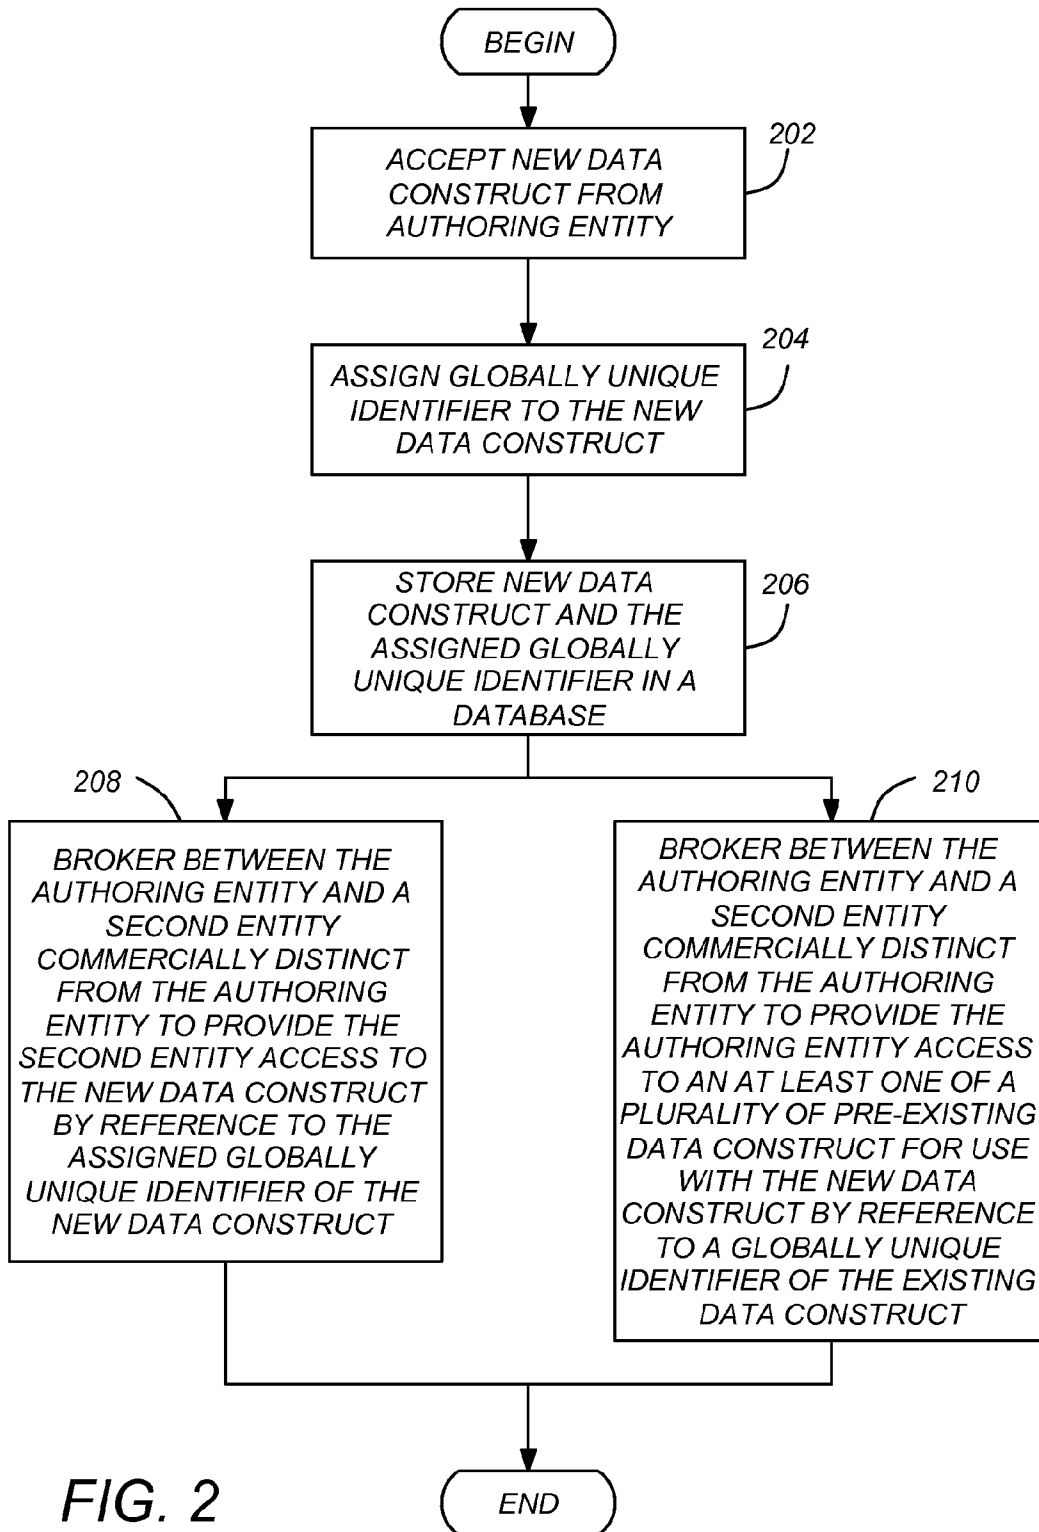 BEGIN
202
ACCEPT NEW DATA
CONSTRUCT FROM
AUTHORING ENTITY
204
ASSIGN GLOBALLY UNIQUE
IDENTIFIER TO THE NEW
DATA CONSTRUCT
206
STORE NEW DATA
CONSTRUCT AND THE
ASSIGNED GLOBALLY
UNIQUE IDENTIFIER IN A
DATABASE
208
BROKER BETWEEN THE
AUTHORING ENTITY AND A
SECOND ENTITY
COMMERCIALLY DISTINCT
FROM THE AUTHORING
ENTITY TO PROVIDE THE
SECOND ENTITY ACCESS TO
THE NEW DATA CONSTRUCT
BY REFERENCE TO THE
ASSIGNED GLOBALLY
UNIQUE IDENTIFIER OF THE
NEW DATA CONSTRUCT
210
BROKER BETWEEN THE
AUTHORING ENTITY AND A
SECOND ENTITY
COMMERCIALLY DISTINCT
FROM THE AUTHORING
ENTITY TO PROVIDE THE
AUTHORING ENTITY ACCESS
TO AN AT LEAST ONE OF A
PLURALITY OF PRE-EXISTING
DATA CONSTRUCT FOR USE
WITH THE NEW DATA
CONSTRUCT BY REFERENCE
TO A GLOBALLY UNIQUE
IDENTIFIER OF THE EXISTING
DATA CONSTRUCT
END
FIG. 2